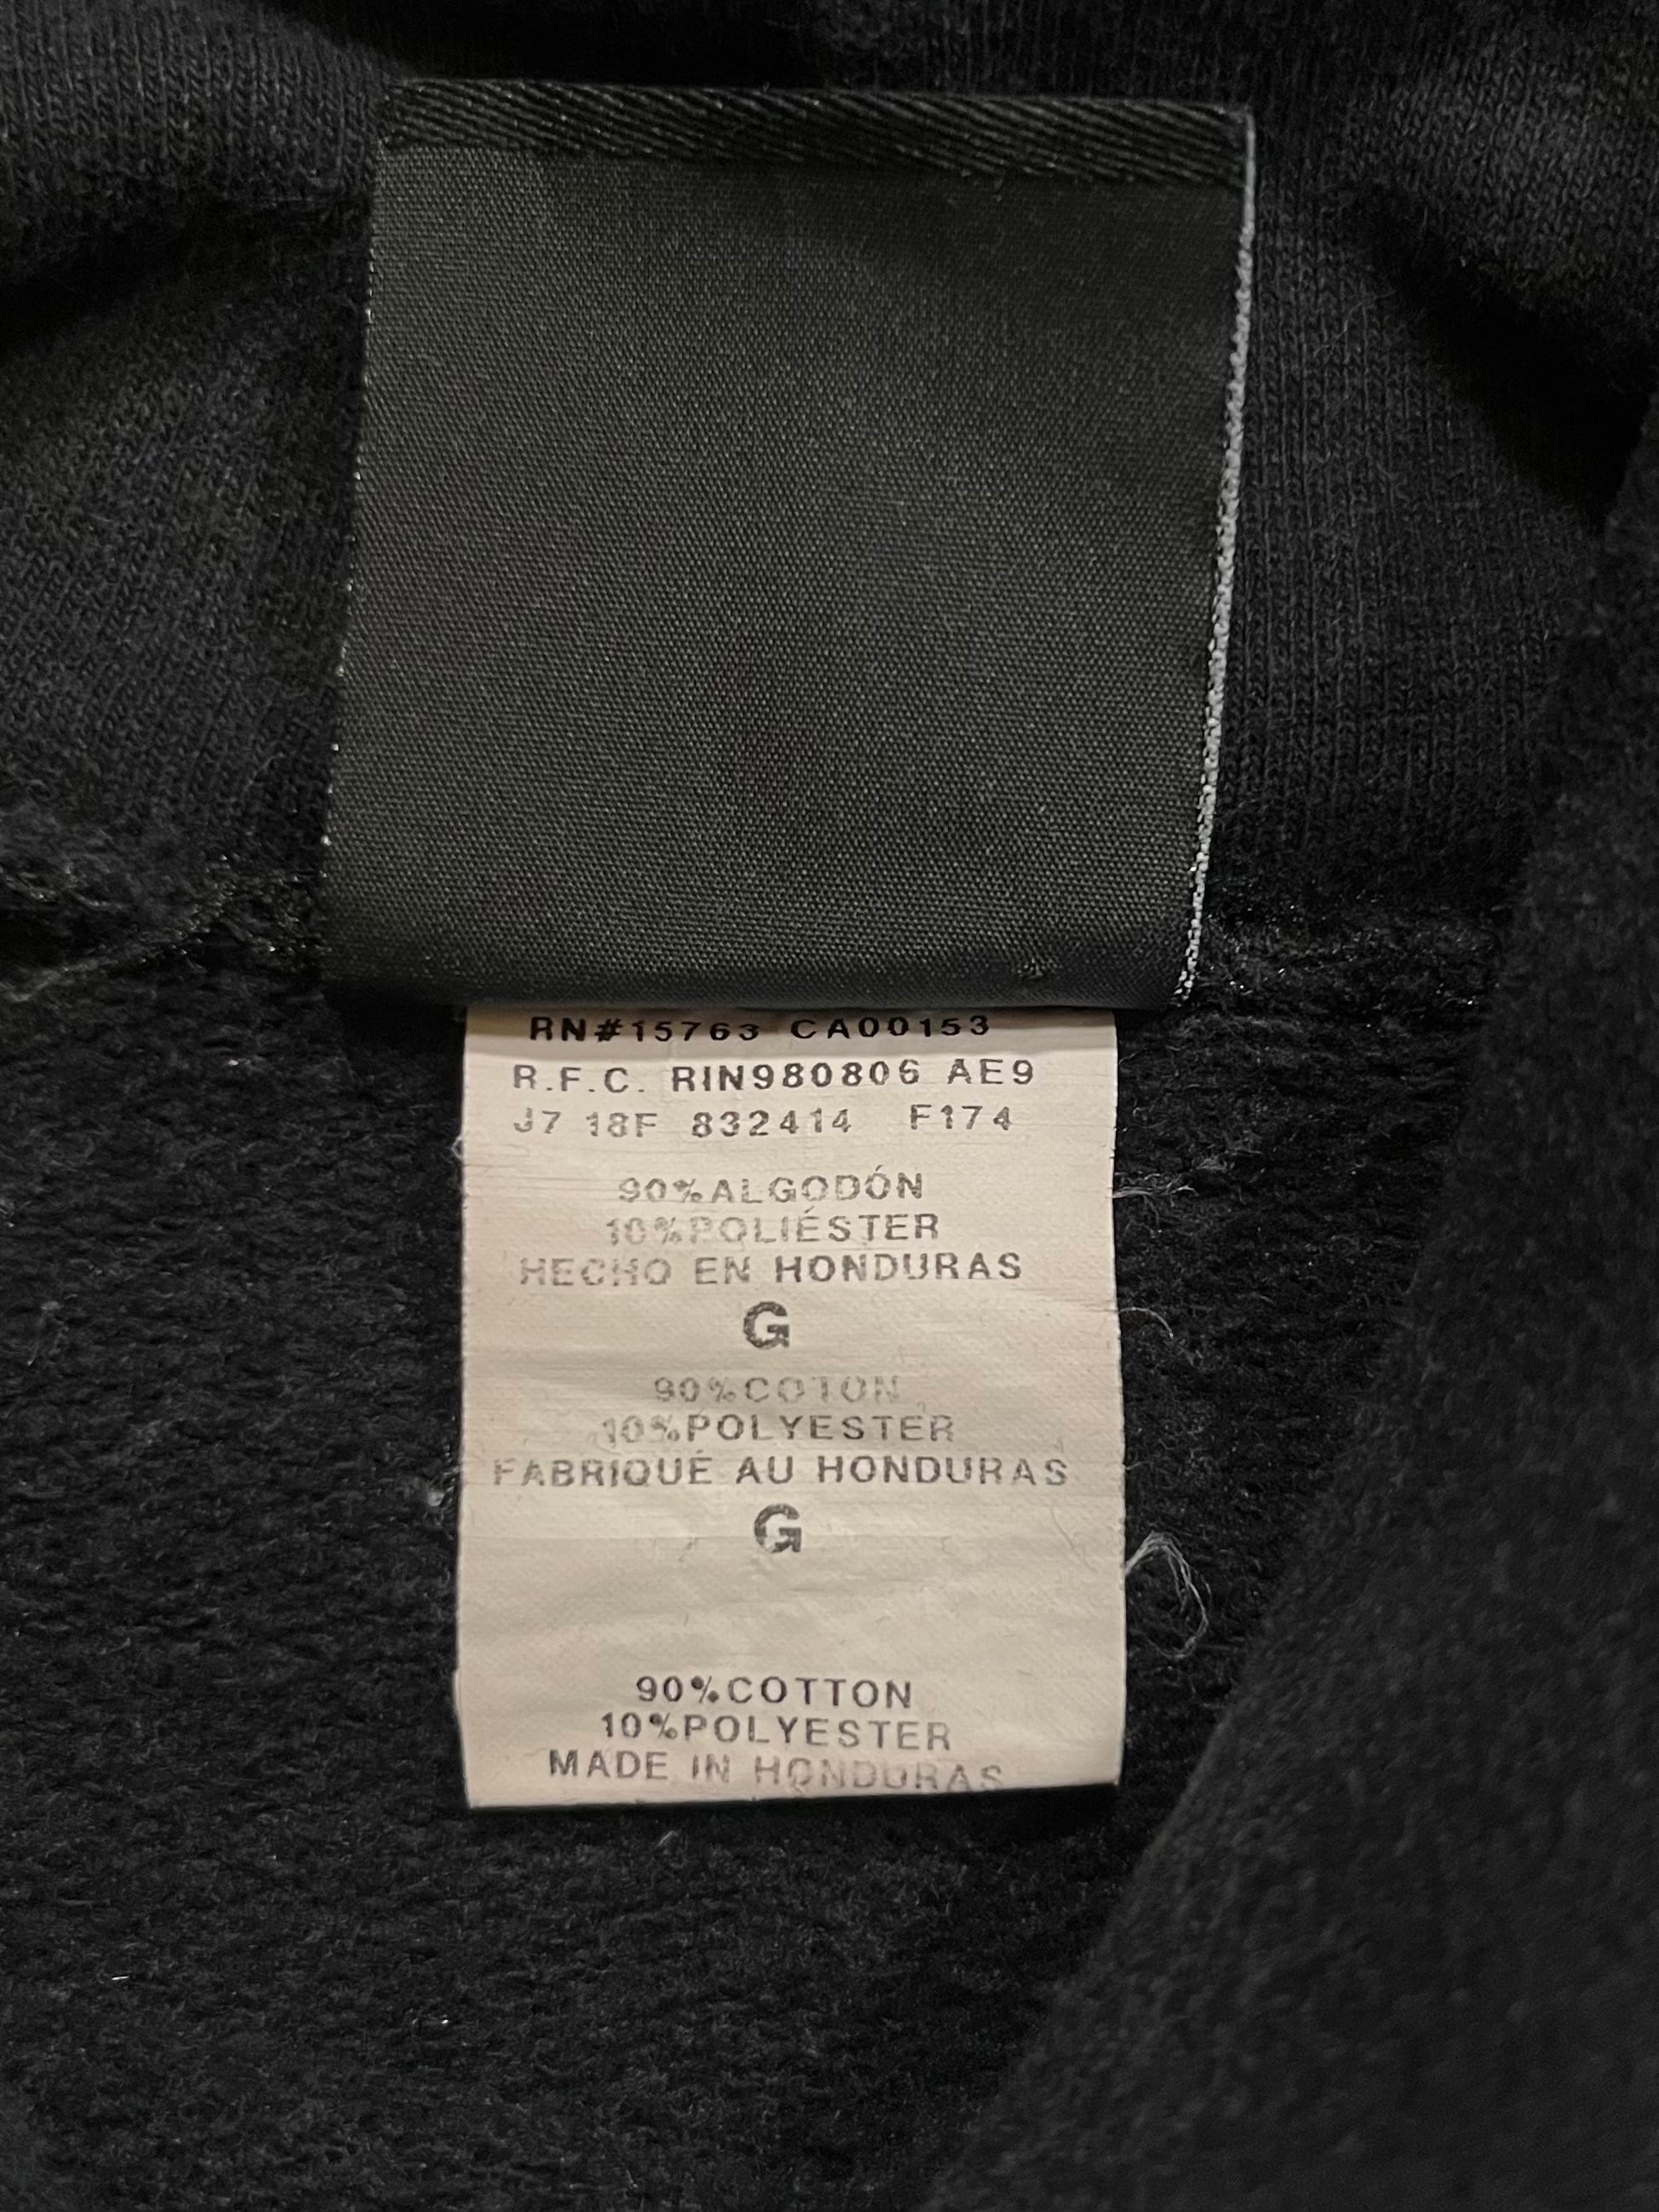 RN#15763 CA00153
R.F.C. RIN980806 AE9
J7 18F 832414 F174
90%ALGODÓN
10%POLIÉSTER
HECHO EN HONDURAS
G
90%COTON
10%POLYESTER
FABRIQUÉ AU HONDURAS
G
90%COTTON
10%POLYESTER
MADE IN HONDURAS